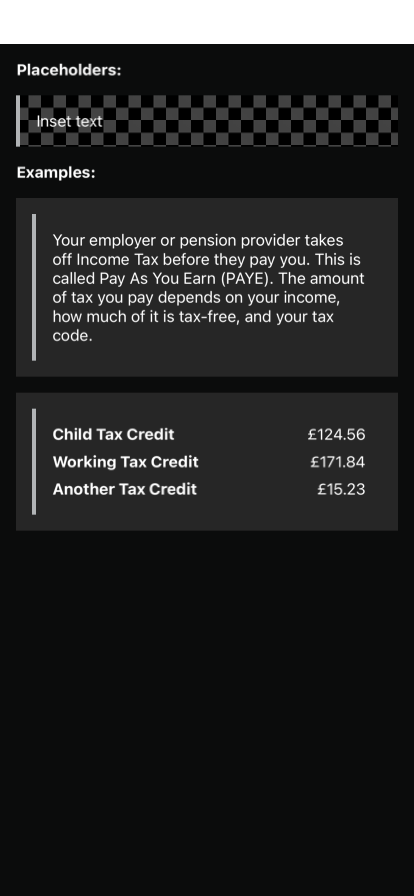 Placeholders:
Inset text
Examples:
Your employer or pension provider takes
off Income Tax before they pay you. This is
called Pay As You Earn (PAYE). The amount
of tax you pay depends on your income,
how much of it is tax-free, and your tax
code.
Child Tax Credit £124.56
Working Tax Credit £171.84
Another Tax Credit £15.23